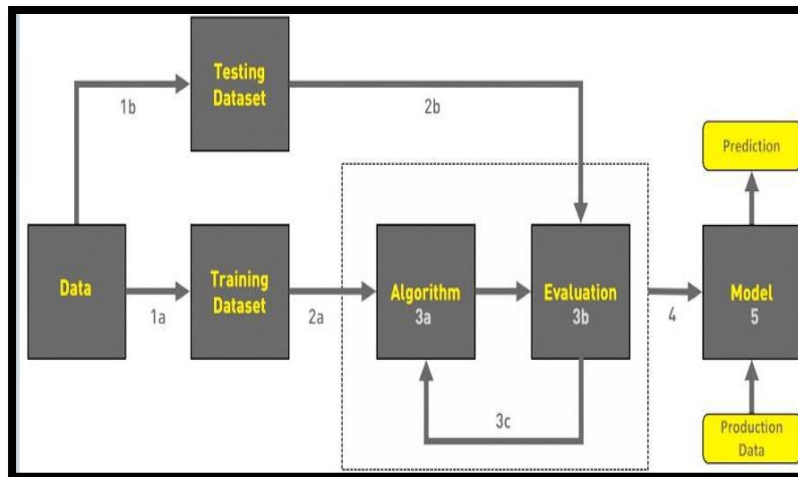 Testing
Dataset
1b
2b
Prediction
Data
1a
Training
Dataset
2a
Algorithm
3a
Evaluation
3b
4
Model
5
3c
Production
Data